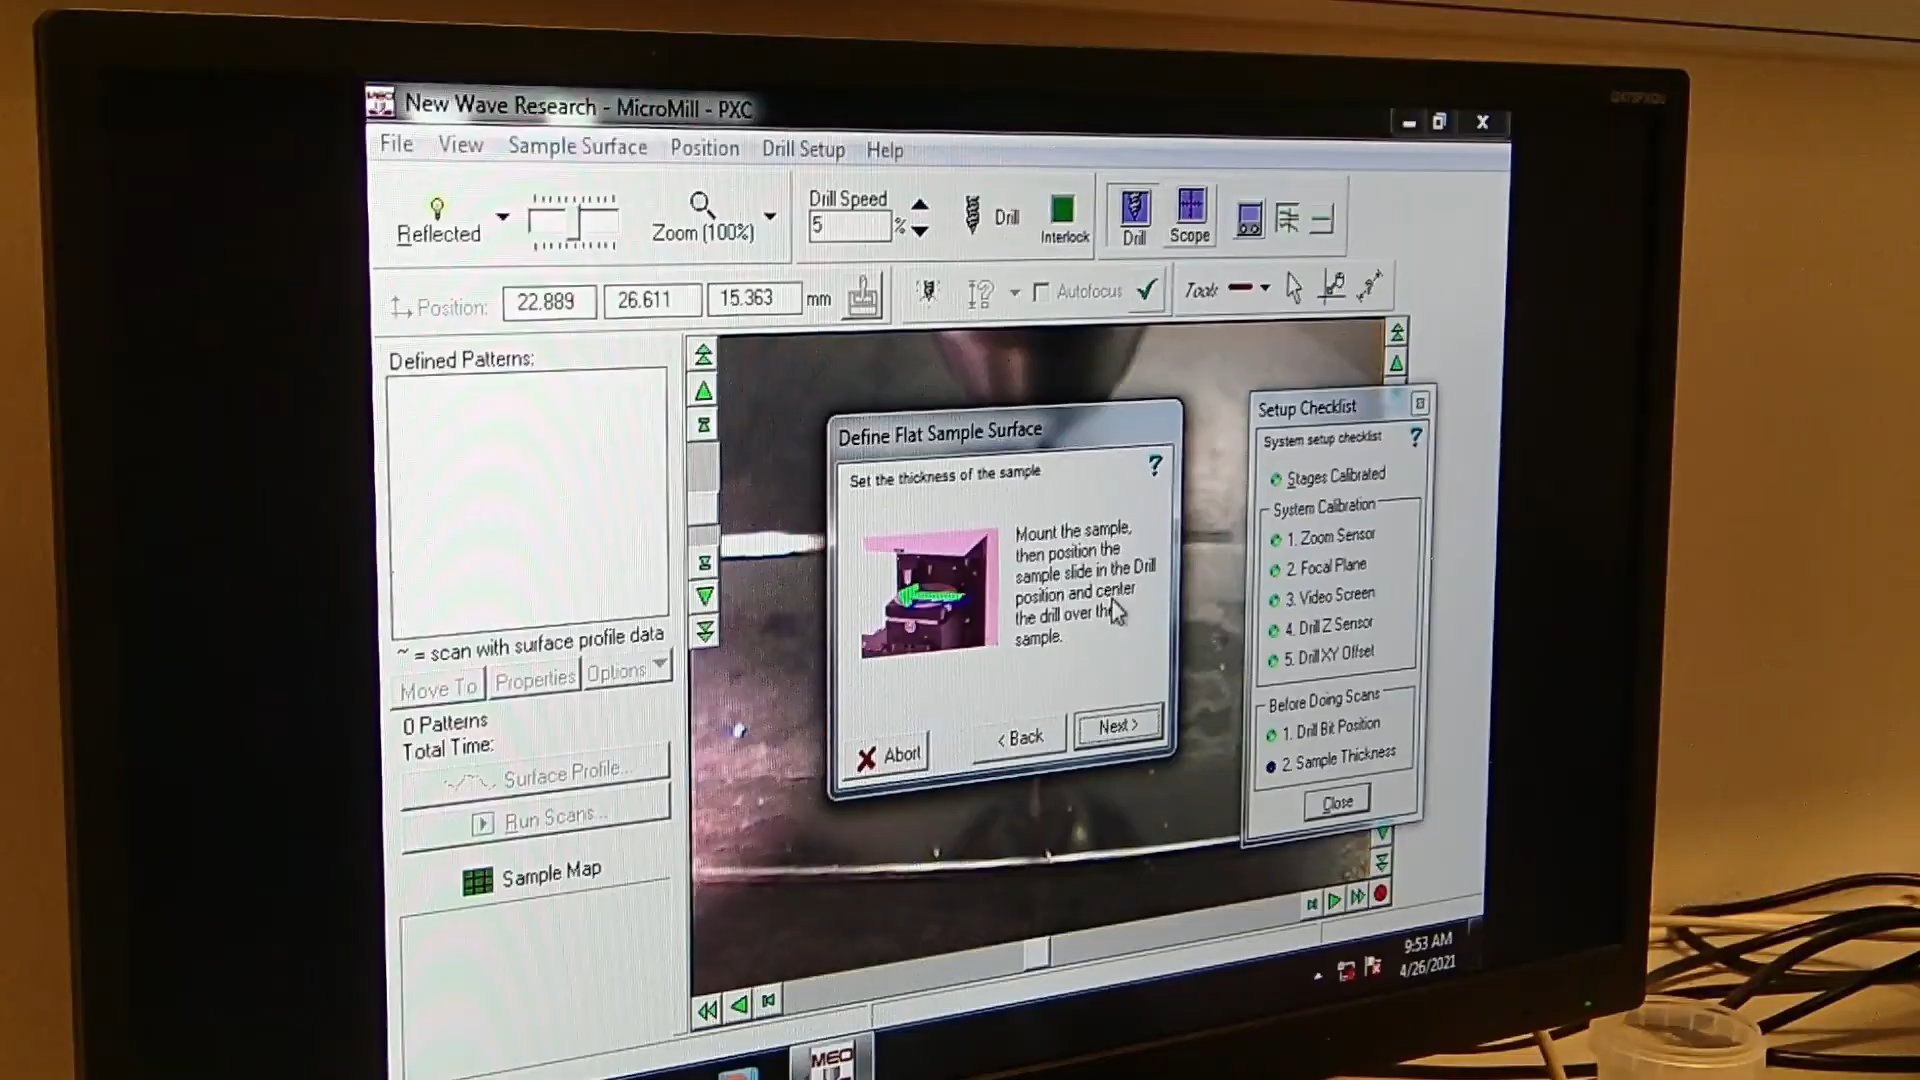 New Wave Research - MicroMill - PXC
File View Sample Surface Position Drill Setup Help
Reflected
Zoom (100%)
Drill Speed
5 %
Drill
Interlock
Drill
Scope
Position: 22.889 26.611 15.363 mm
Autofocus
Tools
Defined Patterns:
~ = scan with surface profile data
Move To Properties Options
0 Patterns
Total Time:
Surface Profile...
Run Scans...
Sample Map
Define Flat Sample Surface
Set the thickness of the sample
?
Mount the sample,
then position the
sample slide in the Drill
position and center
the drill over the
sample.
Abort
< Back
Next >
Setup Checklist
System setup checklist
?
Stages Calibrated
System Calibration
1. Zoom Sensor
2. Focal Plane
3. Video Screen
4. Drill Z Sensor
5. Drill XY Offset
Before Doing Scans
1. Drill Bit Position
2. Sample Thickness
Close
9:53 AM
4/26/2021
MEO